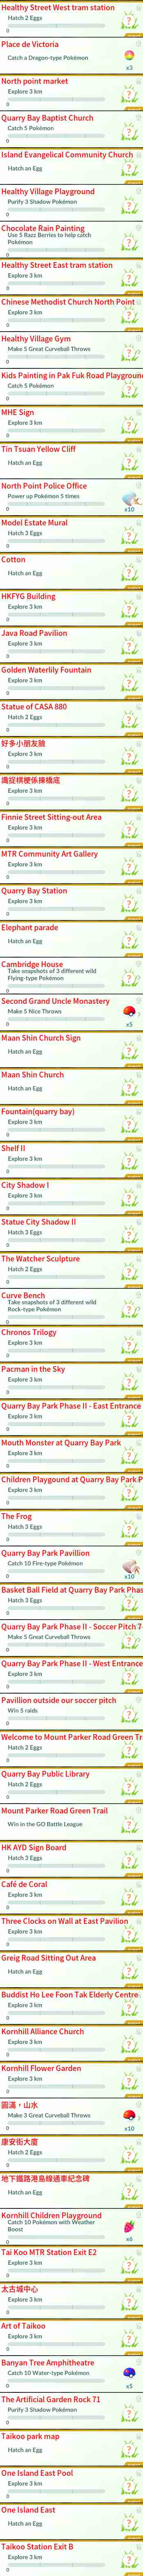 Healthy Street West tram station
Hatch 2 Eggs
0
Place de Victoria
Catch a Dragon-type Pokémon
x3
North point market
Explore 3 km
0
Quarry Bay Baptist Church
Catch 5 Pokémon
0
Island Evangelical Community Church
Hatch an Egg
Healthy Village Playground
Purify 3 Shadow Pokémon
0
Chocolate Rain Painting
Use 5 Razz Berries to help catch
Pokémon
0
Healthy Street East tram station
Explore 3 km
0
Chinese Methodist Church North Point
Explore 3 km
0
Healthy Village Gym
Make 5 Great Curveball Throws
0
Kids Painting in Pak Fuk Road Playground
Catch 5 Pokémon
0
MHE Sign
Explore 3 km
0
Tin Tsuan Yellow Cliff
Hatch an Egg
North Point Police Office
Power up Pokémon 5 times
0
x10
Model Estate Mural
Hatch 3 Eggs
0
Cotton
Hatch an Egg
HKFYG Building
Explore 3 km
0
Java Road Pavilion
Explore 3 km
0
Golden Waterlily Fountain
Explore 3 km
0
Statue of CASA 880
Hatch 2 Eggs
0
好多小朋友臉
Explore 3 km
0
識捉棋梗係揀橋底
Explore 3 km
0
Finnie Street Sitting-out Area
Explore 3 km
0
MTR Community Art Gallery
Explore 3 km
0
Quarry Bay Station
Explore 3 km
0
Elephant parade
Hatch an Egg
Cambridge House
Take snapshots of 3 different wild
Flying-type Pokémon
0
Second Grand Uncle Monastery
Make 5 Nice Throws
0
x5
Maan Shin Church Sign
Hatch an Egg
Maan Shin Church
Hatch an Egg
Fountain(quarry bay)
Explore 3 km
0
Shelf II
Explore 3 km
0
City Shadow I
Explore 3 km
0
Statue City Shadow II
Hatch 3 Eggs
0
The Watcher Sculpture
Hatch 2 Eggs
0
Curve Bench
Take snapshots of 3 different wild
Rock-type Pokémon
0
Chronos Trilogy
Explore 3 km
0
Pacman in the Sky
Explore 3 km
0
Quarry Bay Park Phase II - East Entrance
Explore 3 km
0
Mouth Monster at Quarry Bay Park
Explore 3 km
0
Children Playgound at Quarry Bay Park P
Explore 3 km
0
The Frog
Hatch 3 Eggs
0
Quarry Bay Park Pavillion
Catch 10 Fire-type Pokémon
0
x10
Basket Ball Field at Quarry Bay Park Phas
Hatch 3 Eggs
0
Quarry Bay Park Phase II - Soccer Pitch 7-
Make 5 Great Curveball Throws
0
Quarry Bay Park Phase II - West Entrance
Explore 3 km
0
Pavillion outside our soccer pitch
Win 5 raids
0
Welcome to Mount Parker Road Green Tr
Hatch 2 Eggs
0
Quarry Bay Public Library
Hatch 2 Eggs
0
Mount Parker Road Green Trail
Win in the GO Battle League
HK AYD Sign Board
Hatch 3 Eggs
0
Café de Coral
Explore 3 km
0
Three Clocks on Wall at East Pavilion
Explore 3 km
0
Greig Road Sitting Out Area
Hatch an Egg
Buddist Ho Lee Foon Tak Elderly Centre
Explore 3 km
0
Kornhill Alliance Church
Explore 3 km
0
Kornhill Flower Garden
Explore 3 km
0
圓滿，山水
Make 3 Great Curveball Throws
0
x10
康安街大廈
Hatch 2 Eggs
0
地下鐵路港島線通車紀念碑
Hatch an Egg
Kornhill Children Playground
Catch 10 Pokémon with Weather
Boost
0
x6
Tai Koo MTR Station Exit E2
Explore 3 km
0
太古城中心
Explore 3 km
0
Art of Taikoo
Explore 3 km
0
Banyan Tree Amphitheatre
Catch 10 Water-type Pokémon
0
x5
The Artificial Garden Rock 71
Purify 3 Shadow Pokémon
0
Taikoo park map
Hatch an Egg
One Island East Pool
Explore 3 km
0
One Island East
Hatch an Egg
Taikoo Station Exit B
Explore 3 km
0